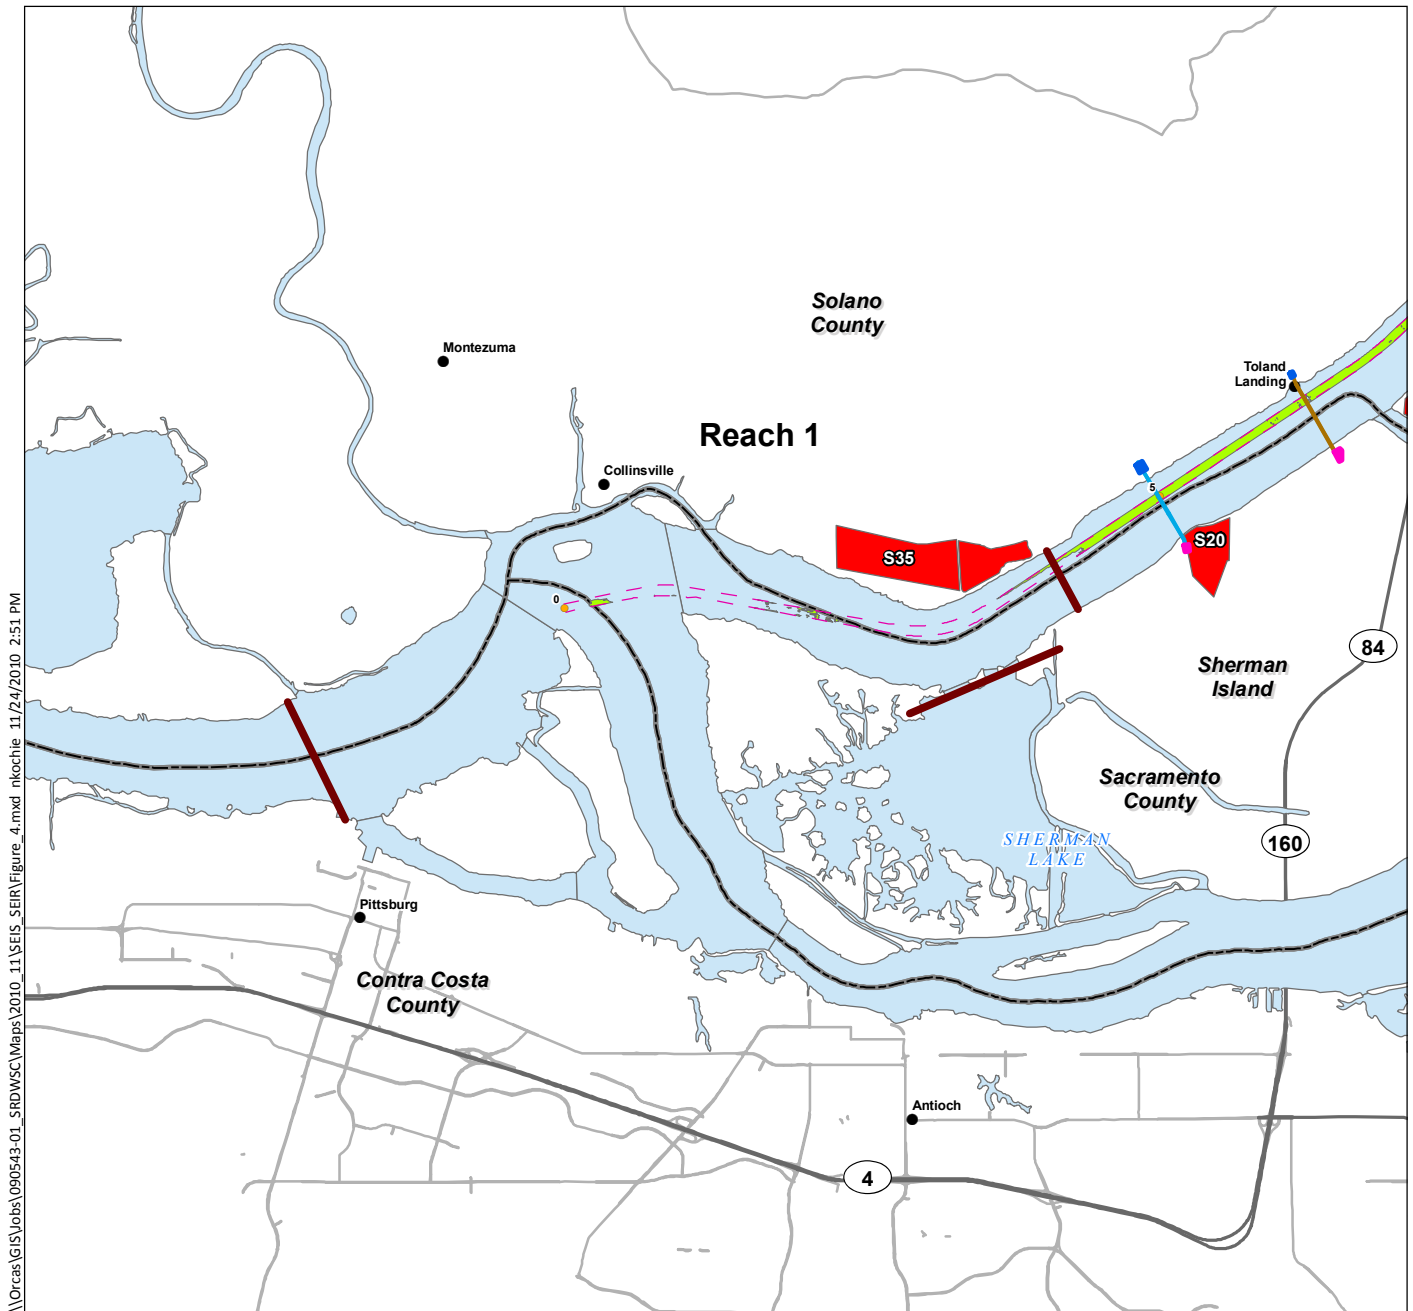 Solano
County
Montezuma
Toland
Landing
Reach 1
Collinsville
5
S35
S20
0
84
Sherman
Island
Sacramento
County
SHERMAN
LAKE
160
Pittsburg
Contra Costa
County
Antioch
4
\\Orcas\GIS\Jobs\090543-01_SRDWSC\Maps\2010_11\SEIS_SEIR\Figure_4.mxd nkochie 11/24/2010 2:51 PM